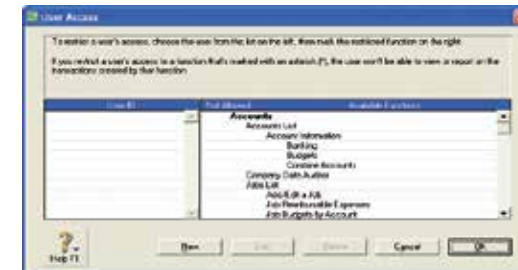 User Access
To restrict a user's access, choose the user from the list on the left, then mark the restricted function on the right.
If you restrict a user's access to a function that's marked with an asterisk (*), the user won't be able to view or report on the
transactions created by that function.
User ID Not Allowed Available Functions
Accounts
Accounts List
Account Information
Banking
Budgets
Combine Accounts
Company Data Auditor
Jobs List
Add/Edit a Job
Job Reimbursable Expenses
Job Budgets by Account
Help F1 New Edit Delete Cancel OK